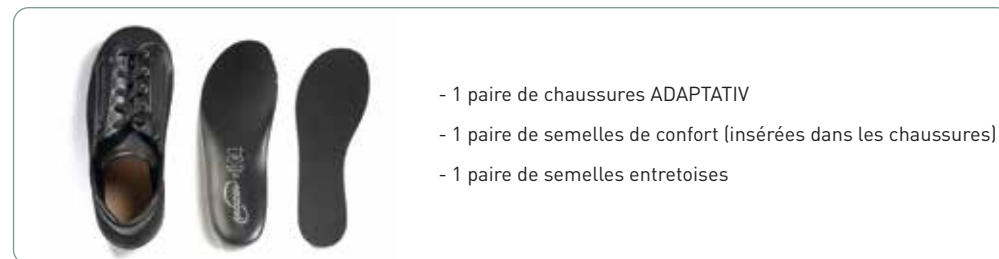 - 1 paire de chaussures ADAPTATIV
- 1 paire de semelles de confort (insérées dans les chaussures)
- 1 paire de semelles entretoises